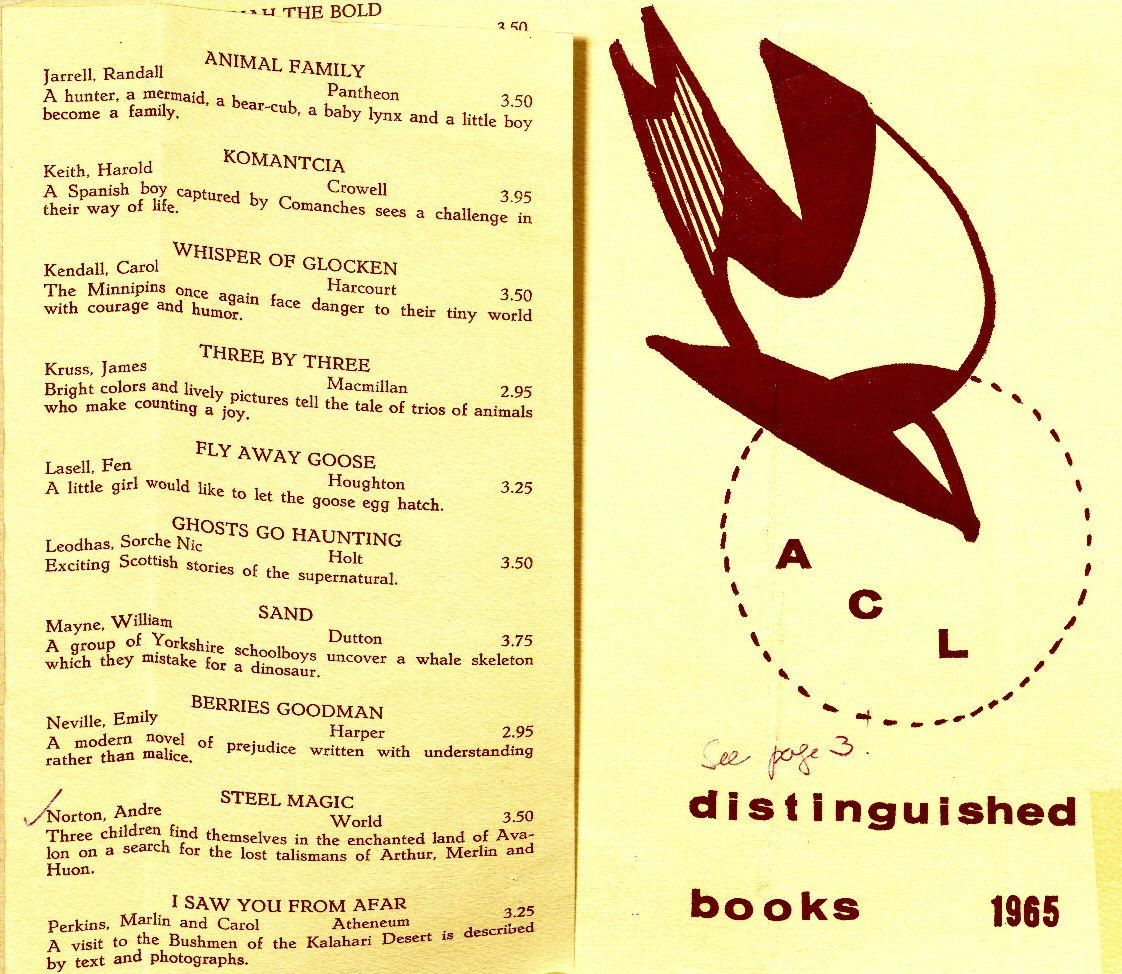 THE BOLD
3.50
ANIMAL FAMILY
Jarrell, Randall Pantheon 3.50
A hunter, a mermaid, a bear-cub, a baby lynx and a little boy
become a family.
KOMANTCIA
Keith, Harold Crowell 3.95
A Spanish boy captured by Comanches sees a challenge in
their way of life.
WHISPER OF GLOCKEN
Kendall, Carol Harcourt 3.50
The Minnipins once again face danger to their tiny world
with courage and humor.
THREE BY THREE
Kruss, James Macmillan 2.95
Bright colors and lively pictures tell the tale of trios of animals
who make counting a joy.
FLY AWAY GOOSE
Lasell, Fen Houghton 3.25
A little girl would like to let the goose egg hatch.
GHOSTS GO HAUNTING
Leodhas, Sorche Nic Holt 3.50
Exciting Scottish stories of the supernatural.
SAND
Mayne, William Dutton 3.75
A group of Yorkshire schoolboys uncover a whale skeleton
which they mistake for a dinosaur.
BERRIES GOODMAN
Neville, Emily Harper 2.95
A modern novel of prejudice written with understanding
rather than malice.
STEEL MAGIC
Norton, Andre World 3.50
Three children find themselves in the enchanted land of Ava-
lon on a search for the lost talismans of Arthur, Merlin and
Huon.
I SAW YOU FROM AFAR
Perkins, Marlin and Carol Atheneum 3.25
A visit to the Bushmen of the Kalahari Desert is described
by text and photographs.
A
C
L
See page 3.
distinguished
books 1965